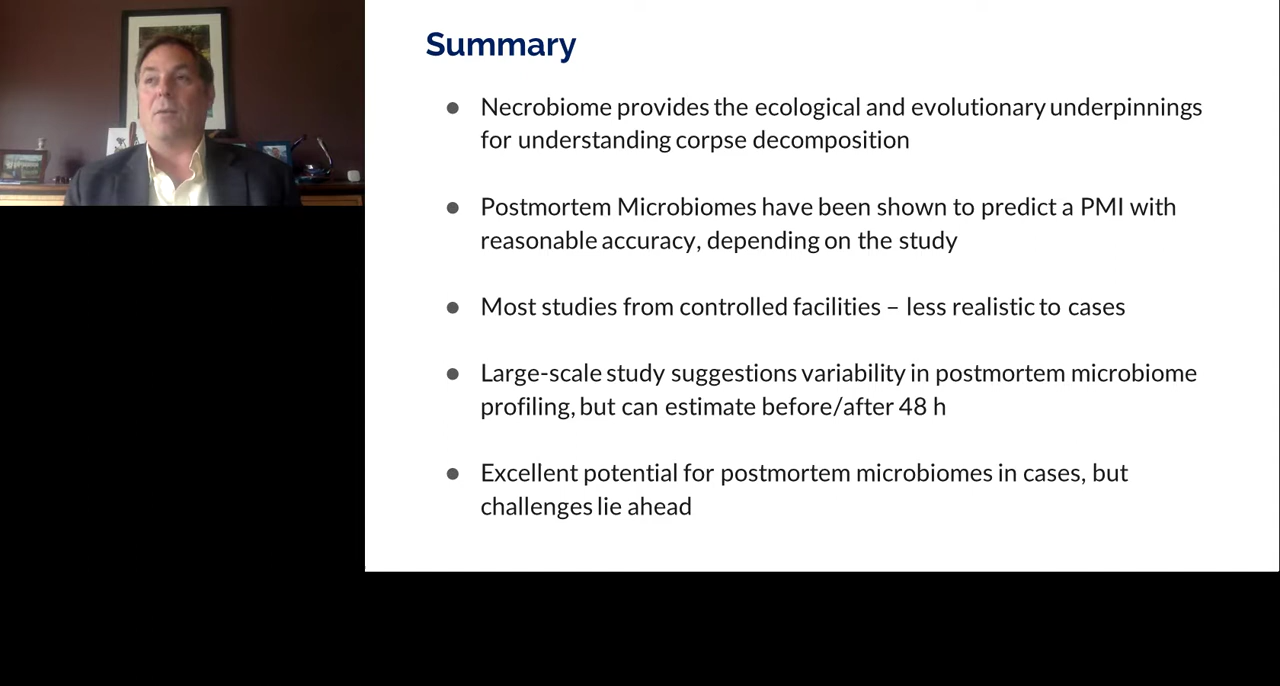 Summary
● Necrobiome provides the ecological and evolutionary underpinnings
for understanding corpse decomposition
● Postmortem Microbiomes have been shown to predict a PMI with
reasonable accuracy, depending on the study
● Most studies from controlled facilities – less realistic to cases
● Large-scale study suggestions variability in postmortem microbiome
profiling, but can estimate before/after 48 h
● Excellent potential for postmortem microbiomes in cases, but
challenges lie ahead